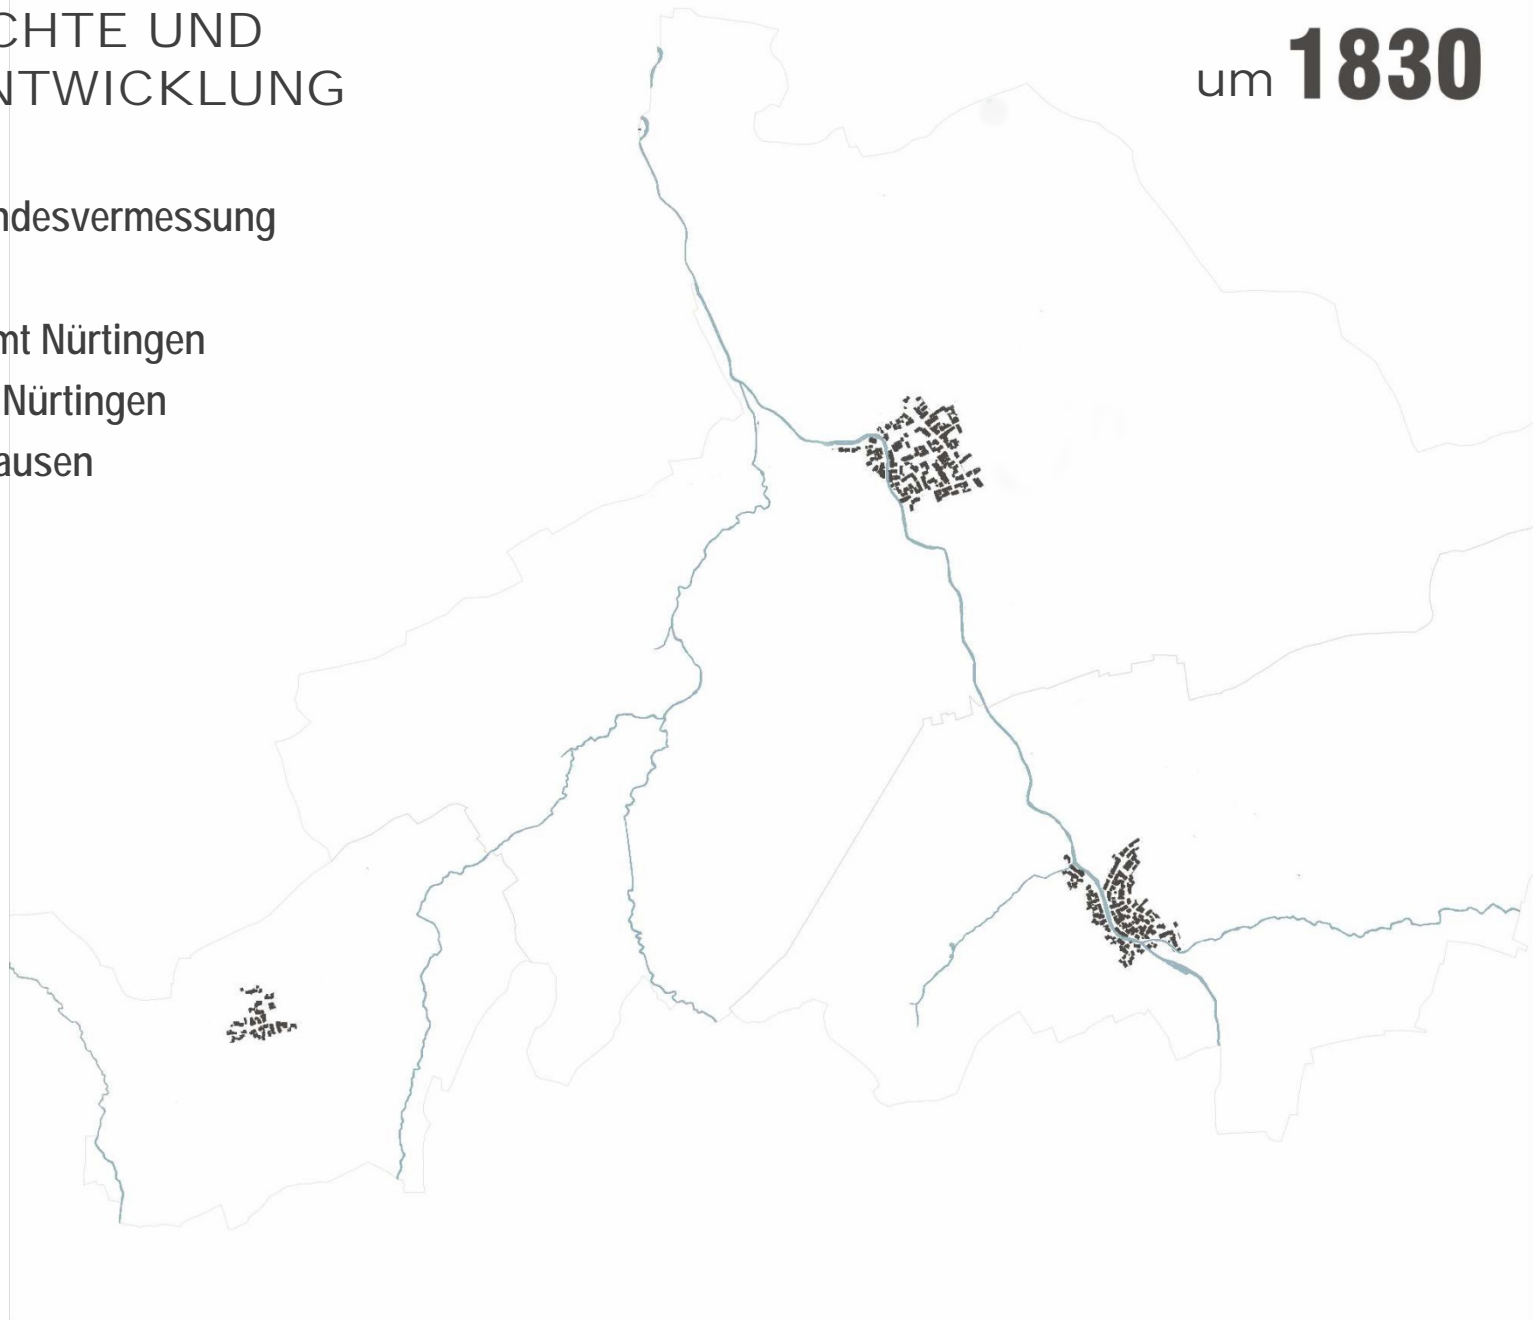 CHTE UND
NTWICKLUNG
um 1830
ndesvermessung
mt Nürtingen
Nürtingen
ausen